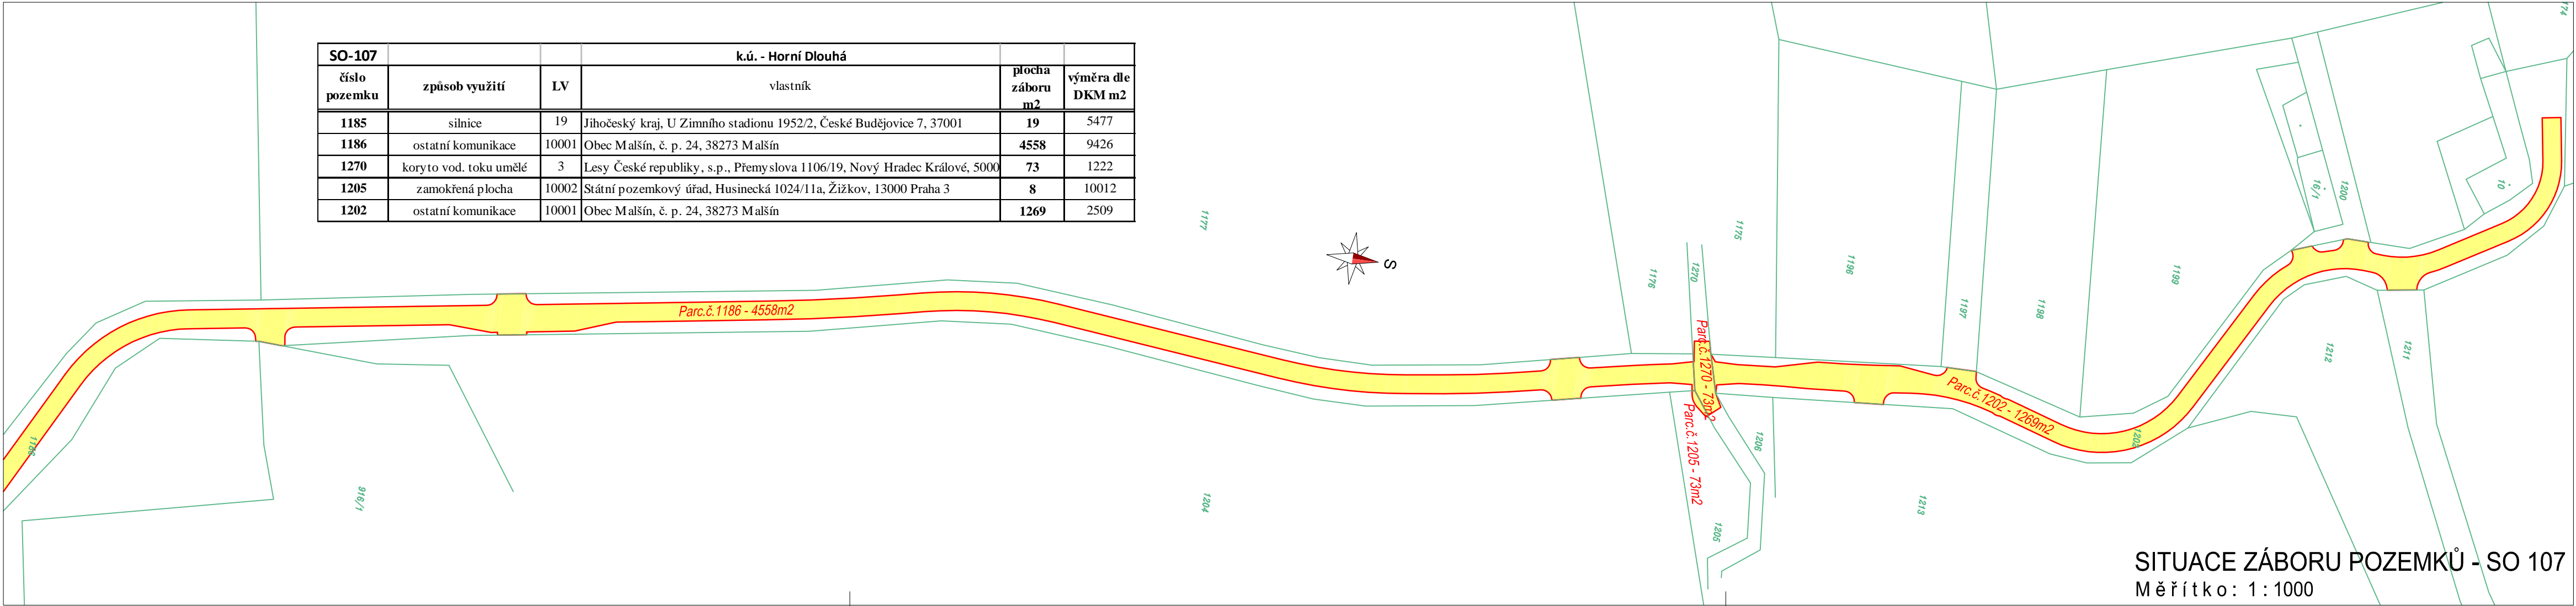 SO-107 k.ú. - Horní Dlouhá
číslo pozemku způsob využití LV vlastník plocha záboru m2 výměra dle DKM m2
1185 silnice 19 Jihočeský kraj, U Zimního stadionu 1952/2, České Budějovice 7, 37001 19 5477
1186 ostatní komunikace 10001 Obec Malšín, č. p. 24, 38273 Malšín 4558 9426
1270 koryto vod. toku umělé 3 Lesy České republiky, s.p., Přemyslova 1106/19, Nový Hradec Králové, 5000 73 1222
1205 zamokřená plocha 10002 Státní pozemkový úřad, Husinecká 1024/11a, Žižkov, 13000 Praha 3 8 10012
1202 ostatní komunikace 10001 Obec Malšín, č. p. 24, 38273 Malšín 1269 2509
1177
S
1176
1270
1175
1196
1197
1198
1199
16/1
1200
10
1186
916/1
Parc.č.1186 - 4558m2
1204
Parc.č.1270 - 73m2
Parc.č.1205 - 73m2
1206
1205
1213
Parc.č.1202 - 1269m2
1202
1212
1211
SITUACE ZÁBORU POZEMKŮ - SO 107
Měřítko: 1:1000